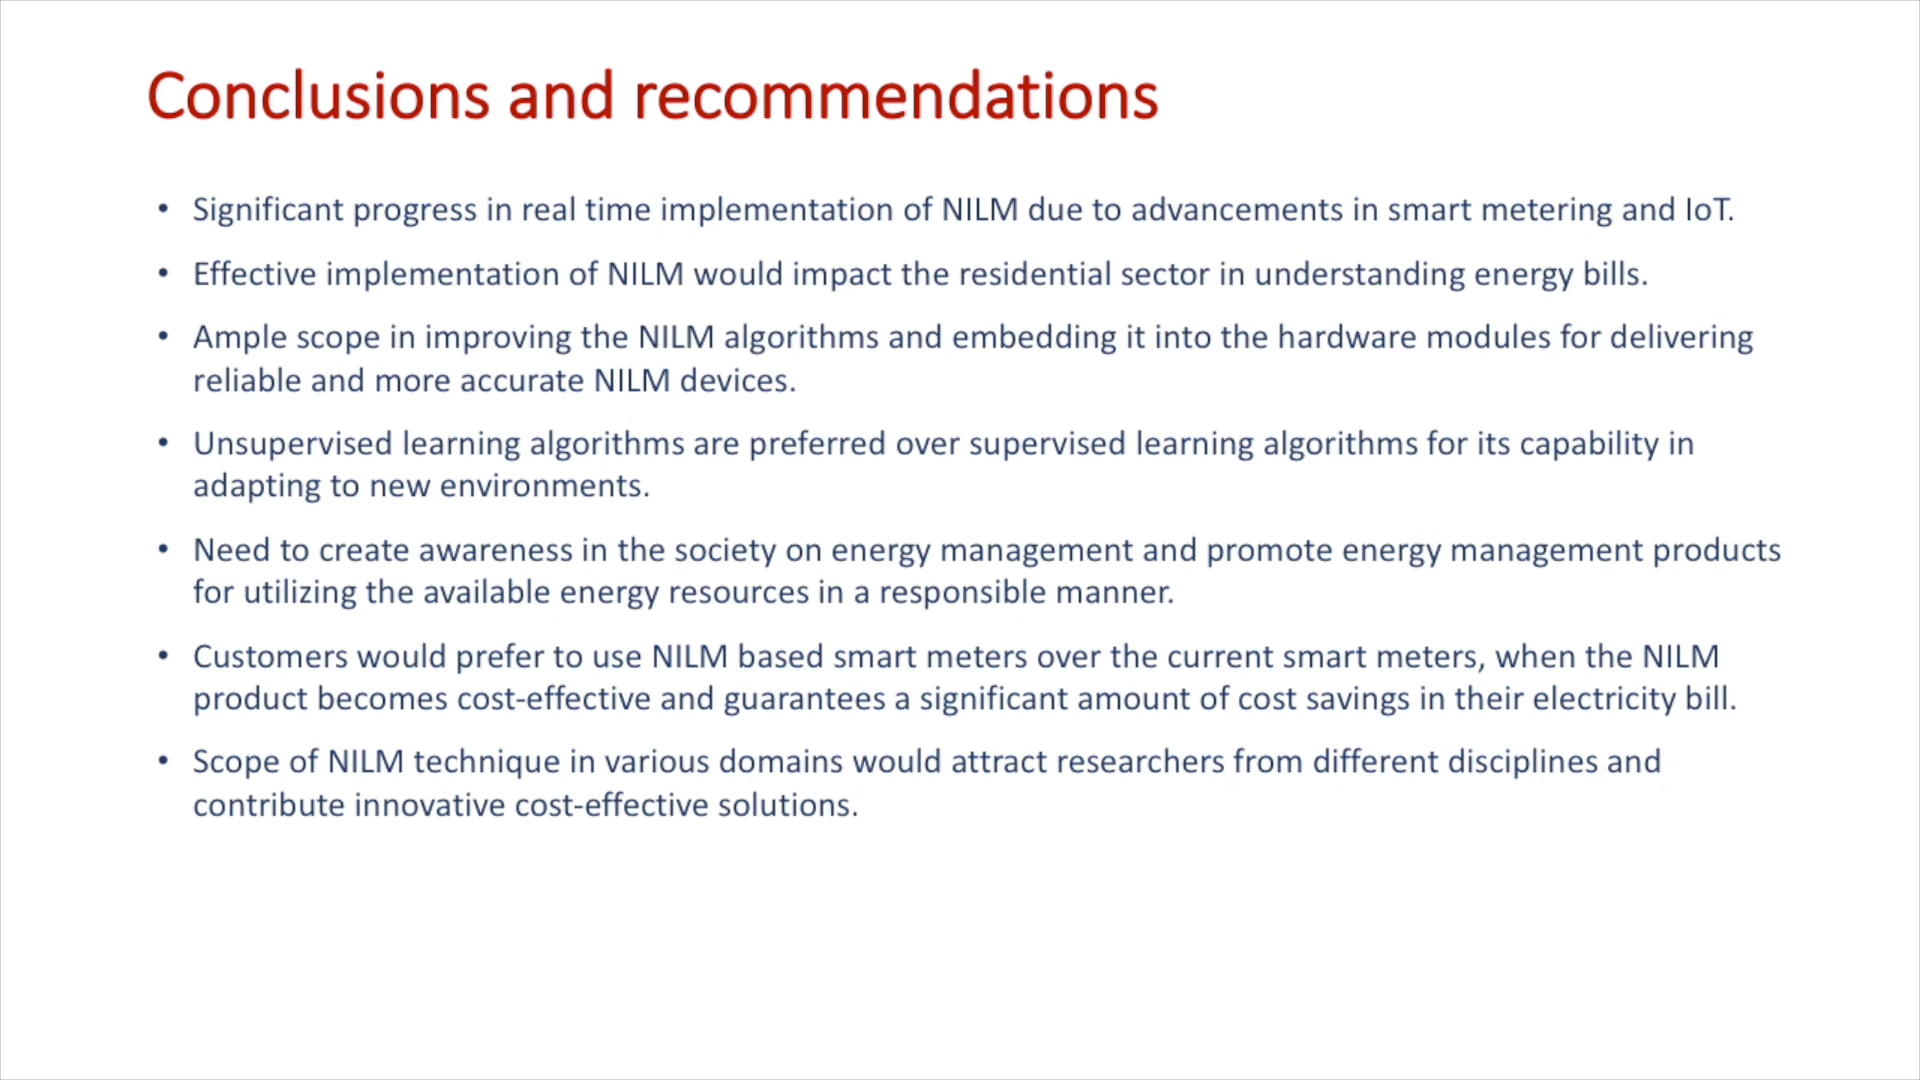 Conclusions and recommendations
• Significant progress in real time implementation of NILM due to advancements in smart metering and IoT.
• Effective implementation of NILM would impact the residential sector in understanding energy bills.
• Ample scope in improving the NILM algorithms and embedding it into the hardware modules for delivering
reliable and more accurate NILM devices.
• Unsupervised learning algorithms are preferred over supervised learning algorithms for its capability in
adapting to new environments.
• Need to create awareness in the society on energy management and promote energy management products
for utilizing the available energy resources in a responsible manner.
• Customers would prefer to use NILM based smart meters over the current smart meters, when the NILM
product becomes cost-effective and guarantees a significant amount of cost savings in their electricity bill.
• Scope of NILM technique in various domains would attract researchers from different disciplines and
contribute innovative cost-effective solutions.